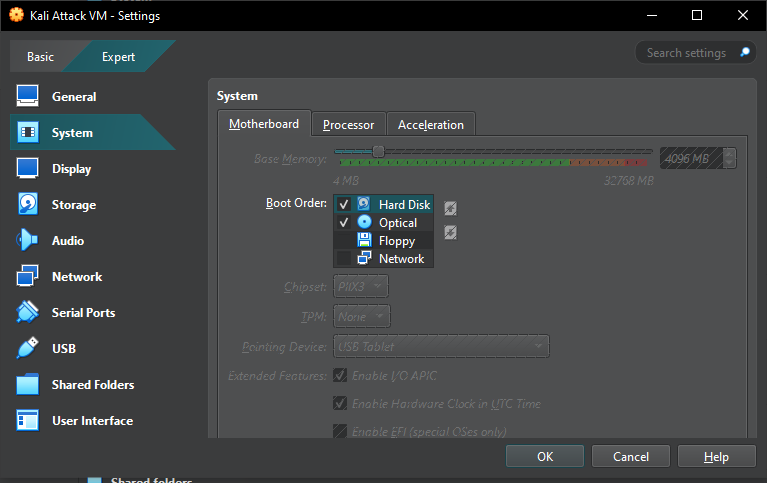 Kali Attack VM - Settings
Basic
Expert
Search settings
General
System
Display
Storage
Audio
Network
Serial Ports
USB
Shared Folders
User Interface
System
Motherboard
Processor
Acceleration
Base Memory:
4096 MB
4 MB
32768 MB
Boot Order:
Hard Disk
Optical
Floppy
Network
Chipset:
PIIX3
TPM:
None
Pointing Device:
USB Tablet
Extended Features:
Enable I/O APIC
Enable Hardware Clock in UTC Time
Enable EFI (special OSes only)
OK
Cancel
Help
Shared folders